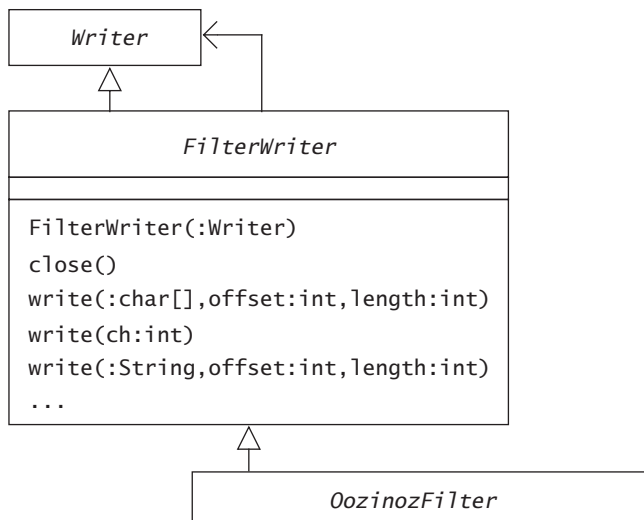 Writer
FilterWriter
FilterWriter(:Writer)
close()
write(:char[],offset:int,length:int)
write(ch:int)
write(:String,offset:int,length:int)
...
OozinozFilter